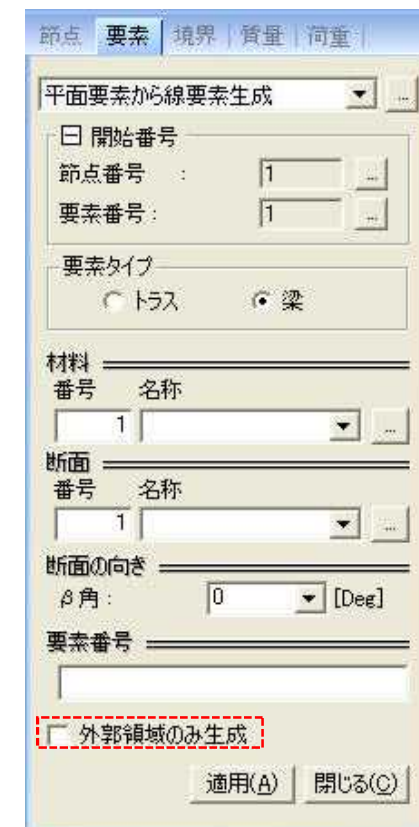 節点 要素 境界 質量 荷重
平面要素から線要素生成 ...
開始番号
節点番号 : 1 ...
要素番号 : 1 ...
要素タイプ
トラス 梁
材料
番号 名称
1 ...
断面
番号 名称
1 ...
断面の向き
β角 : 0 [Deg]
要素番号
外郭領域のみ生成
適用(A) 閉じる(C)